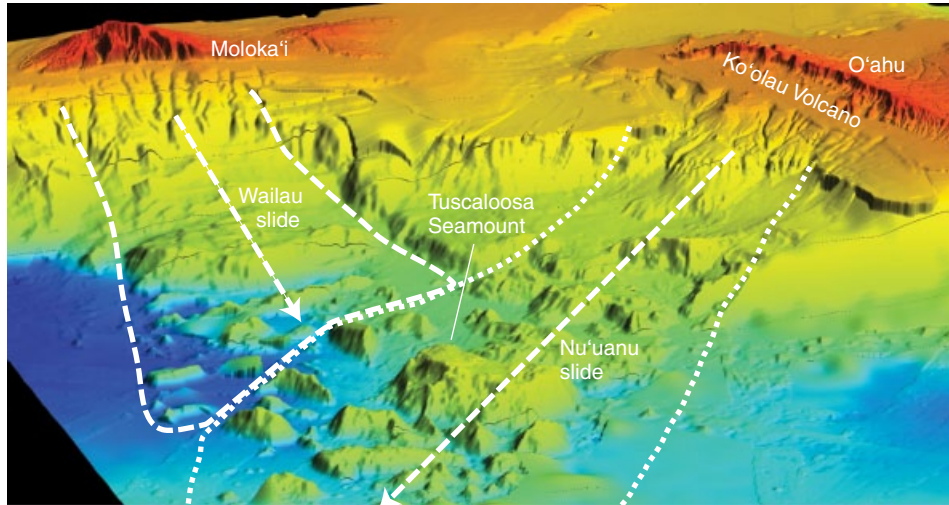 Moloka‘i
O‘ahu
Ko‘olau Volcano
Wailau
slide
Tuscaloosa
Seamount
Nu‘uanu
slide